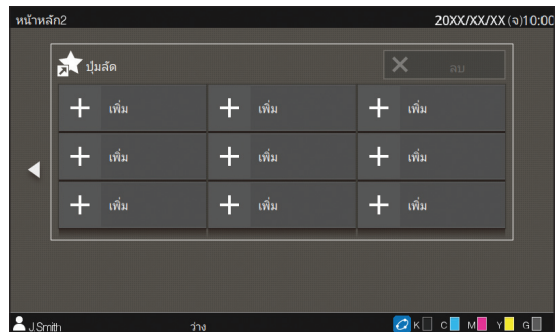 หน้าหลัก2 20XX/XX/XX (จ)10:00
ปุ่มลัด ลบ
เพิ่ม เพิ่ม เพิ่ม
เพิ่ม เพิ่ม เพิ่ม
เพิ่ม เพิ่ม เพิ่ม
J.Smith ว่าง K C M Y G